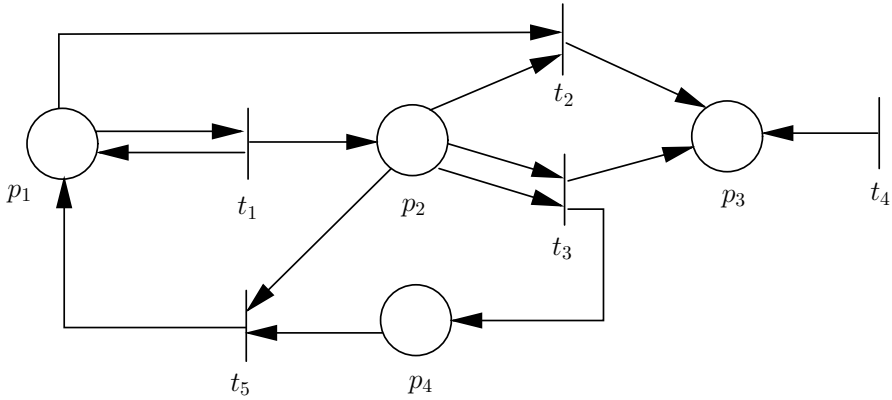 t₂
p₁
t₁
p₂
t₃
p₃
t₄
t₅
p₄